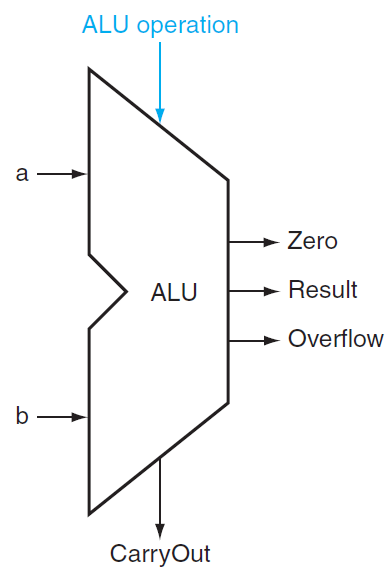 ALU operation
a
Zero
ALU
Result
Overflow
b
CarryOut